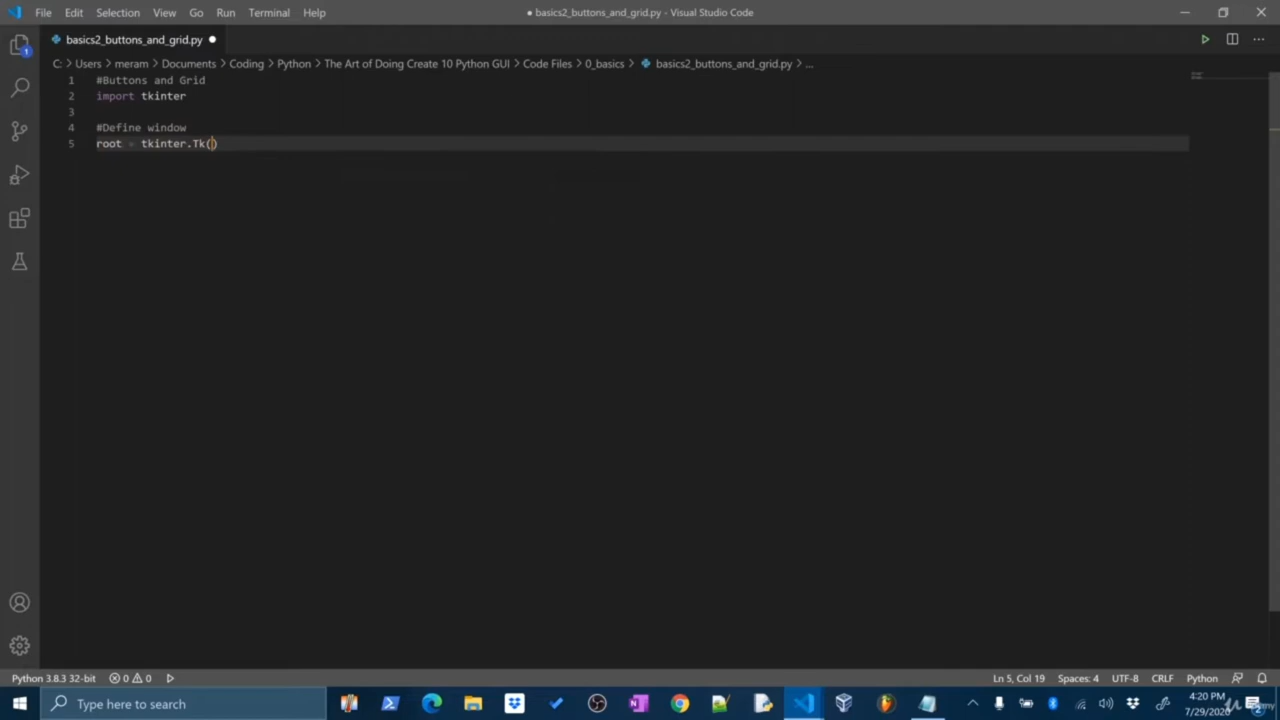 File Edit Selection View Go Run Terminal Help
● basics2_buttons_and_grid.py - Visual Studio Code
basics2_buttons_and_grid.py ●
C: > Users > meram > Documents > Coding > Python > The Art of Doing Create 10 Python GUI > Code Files > 0_basics > basics2_buttons_and_grid.py > ...
1 #Buttons and Grid
2 import tkinter
3
4 #Define window
5 root = tkinter.Tk()
Python 3.8.3 32-bit 0 0 Ln 5, Col 19 Spaces: 4 UTF-8 CRLF Python
Type here to search
4:20 PM
7/29/2020